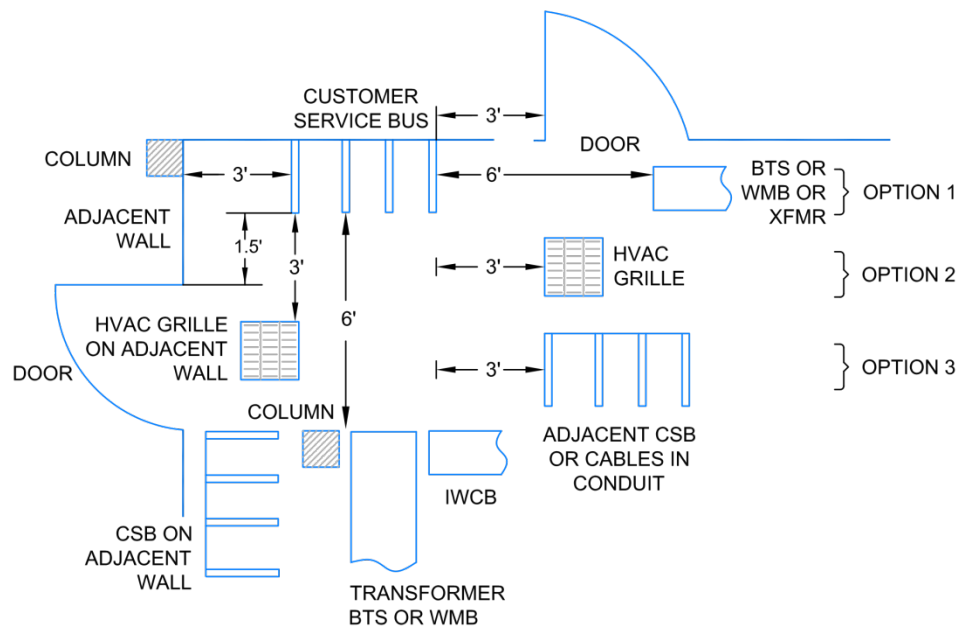 CUSTOMER
SERVICE BUS
3'
DOOR
COLUMN
3'
6'
BTS OR
WMB OR
XFMR
OPTION 1
ADJACENT
WALL
1.5'
3'
3'
HVAC
GRILLE
OPTION 2
6'
HVAC GRILLE
ON ADJACENT
WALL
DOOR
3'
OPTION 3
COLUMN
ADJACENT CSB
OR CABLES IN
CONDUIT
IWCB
CSB ON
ADJACENT
WALL
TRANSFORMER
BTS OR WMB